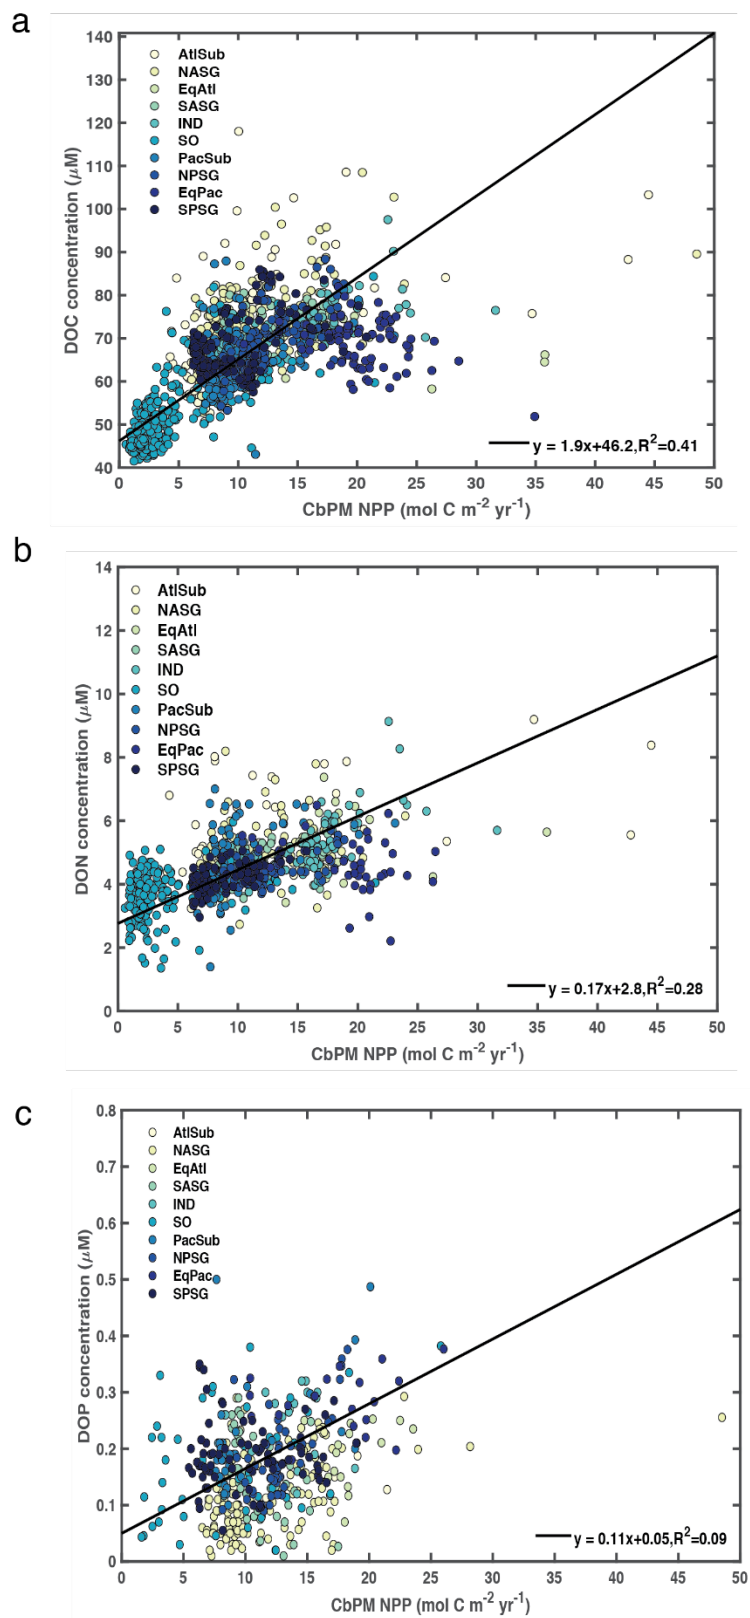 a
140
130
120
110
100
90
80
70
60
50
40
DOC concentration (μM)
AtlSub
NASG
EqAtl
SASG
IND
SO
PacSub
NPSG
EqPac
SPSG
y = 1.9x+46.2,R²=0.41
0 5 10 15 20 25 30 35 40 45 50
CbPM NPP (mol C m⁻² yr⁻¹)
b
14
12
10
8
6
4
2
0
DON concentration (μM)
AtlSub
NASG
EqAtl
SASG
IND
SO
PacSub
NPSG
EqPac
SPSG
y = 0.17x+2.8,R²=0.28
0 5 10 15 20 25 30 35 40 45 50
CbPM NPP (mol C m⁻² yr⁻¹)
c
0.8
0.7
0.6
0.5
0.4
0.3
0.2
0.1
0
DOP concentration (μM)
AtlSub
NASG
EqAtl
SASG
IND
SO
PacSub
NPSG
EqPac
SPSG
y = 0.11x+0.05,R²=0.09
0 5 10 15 20 25 30 35 40 45 50
CbPM NPP (mol C m⁻² yr⁻¹)